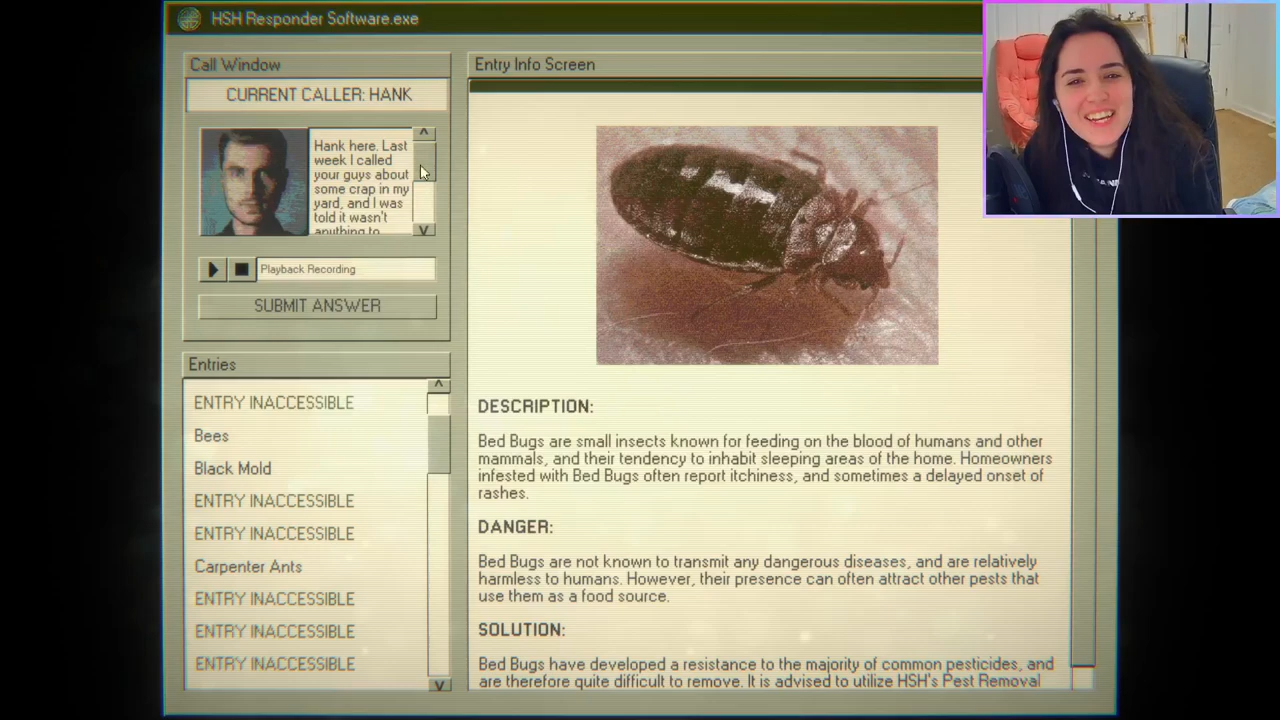 HSH Responder Software.exe
Call Window
CURRENT CALLER: HANK
Hank here. Last
week I called
your guys about
some crap in my
yard, and I was
told it wasn't
anything to
Playback Recording
SUBMIT ANSWER
Entries
ENTRY INACCESSIBLE
Bees
Black Mold
ENTRY INACCESSIBLE
ENTRY INACCESSIBLE
Carpenter Ants
ENTRY INACCESSIBLE
ENTRY INACCESSIBLE
ENTRY INACCESSIBLE
Entry Info Screen
DESCRIPTION:
Bed Bugs are small insects known for feeding on the blood of humans and other
mammals, and their tendency to inhabit sleeping areas of the home. Homeowners
infested with Bed Bugs often report itchiness, and sometimes a delayed onset of
rashes.
DANGER:
Bed Bugs are not known to transmit any dangerous diseases, and are relatively
harmless to humans. However, their presence can often attract other pests that
use them as a food source.
SOLUTION:
Bed Bugs have developed a resistance to the majority of common pesticides, and
are therefore quite difficult to remove. It is advised to utilize HSH's Pest Removal